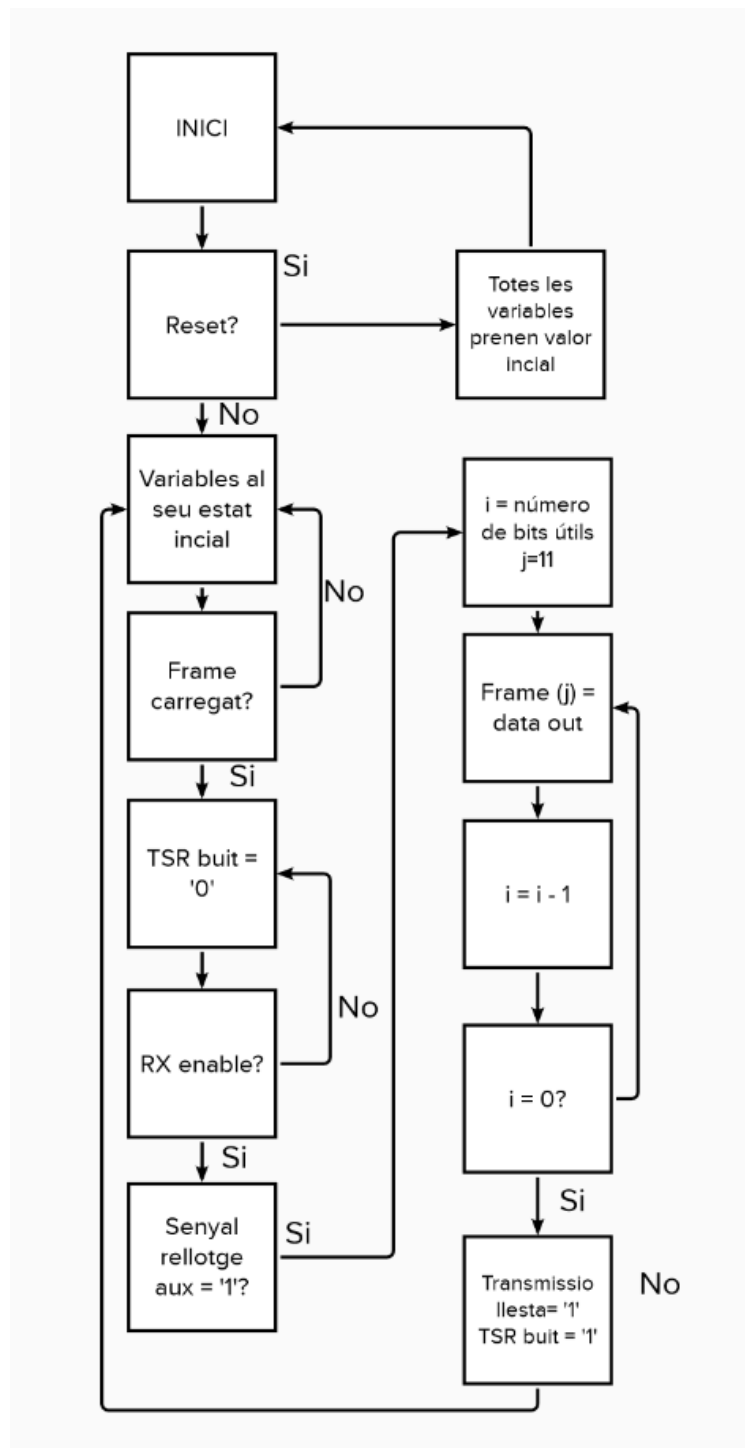 INICI
Si
Reset?
Totes les
variables
prenen valor
incial
No
Variables al
seu estat
incial
No
Frame
carregat?
Si
TSR buit =
'0'
No
RX enable?
Si
Senyal
rellotge
aux = '1'?
Si
i = número
de bits útils
j=11
Frame (j) =
data out
i = i - 1
i = 0?
Si
Transmissio
llesta= '1'
TSR buit = '1'
No